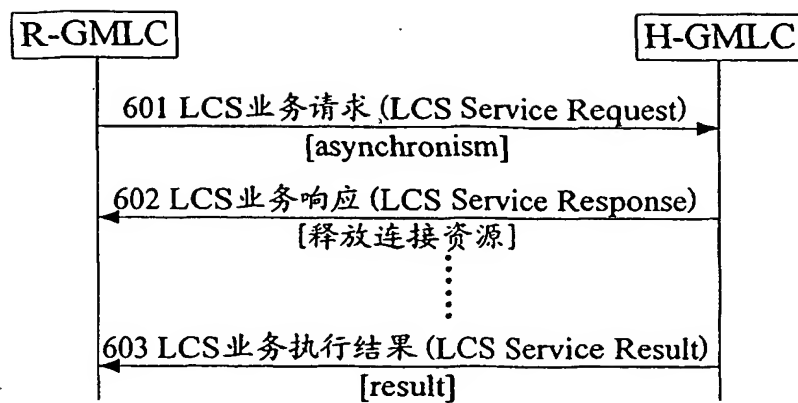 R-GMLC
H-GMLC
601 LCS业务请求 (LCS Service Request)
[asynchronism]
602 LCS业务响应 (LCS Service Response)
[释放连接资源]
603 LCS业务执行结果 (LCS Service Result)
[result]